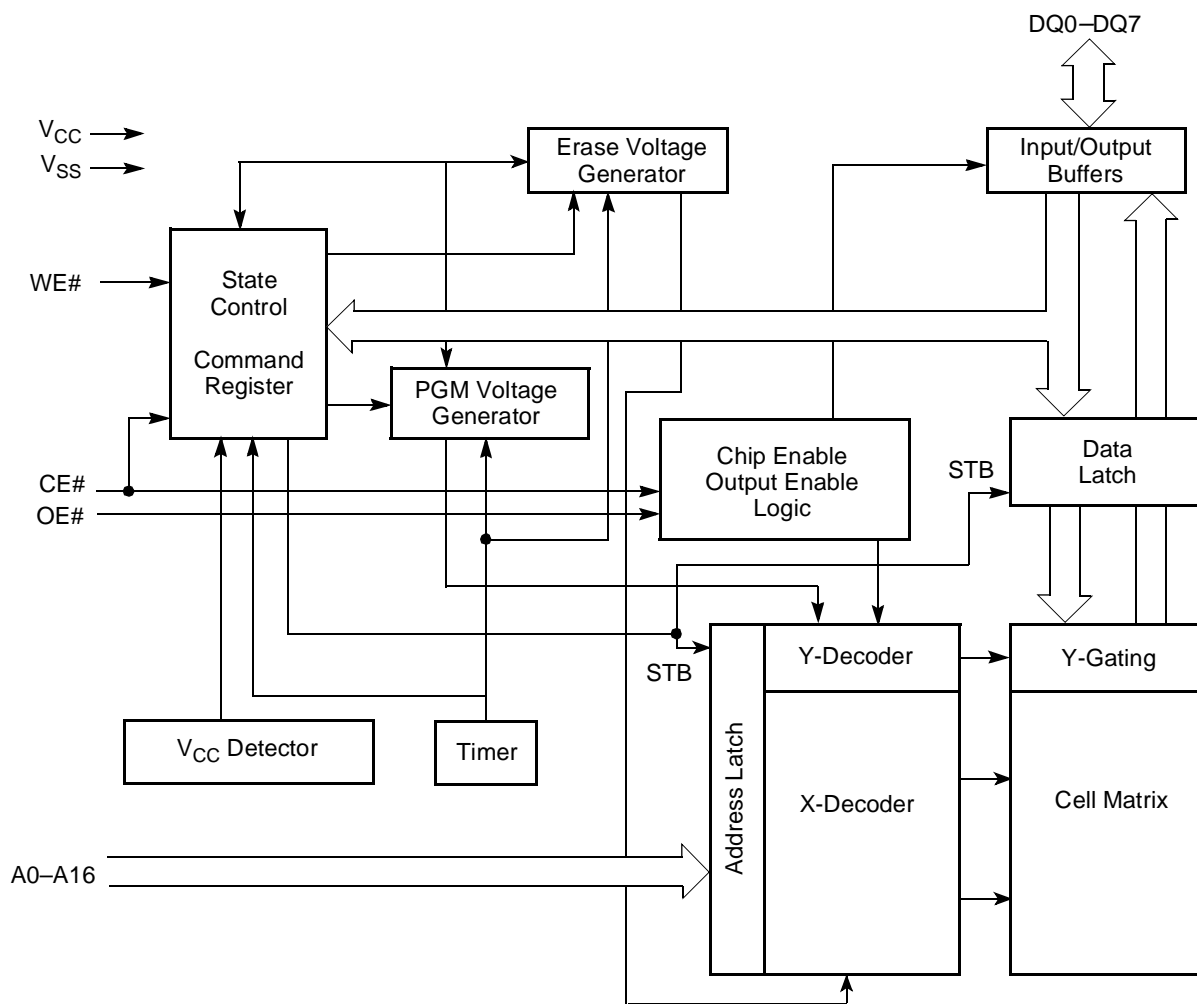 DQ0–DQ7
VCC
VSS
Erase Voltage
Generator
Input/Output
Buffers
WE#
State
Control
Command
Register
PGM Voltage
Generator
Chip Enable
Output Enable
Logic
STB
Data
Latch
CE#
OE#
STB
Y-Decoder
Y-Gating
VCC Detector
Timer
Address Latch
X-Decoder
Cell Matrix
A0–A16